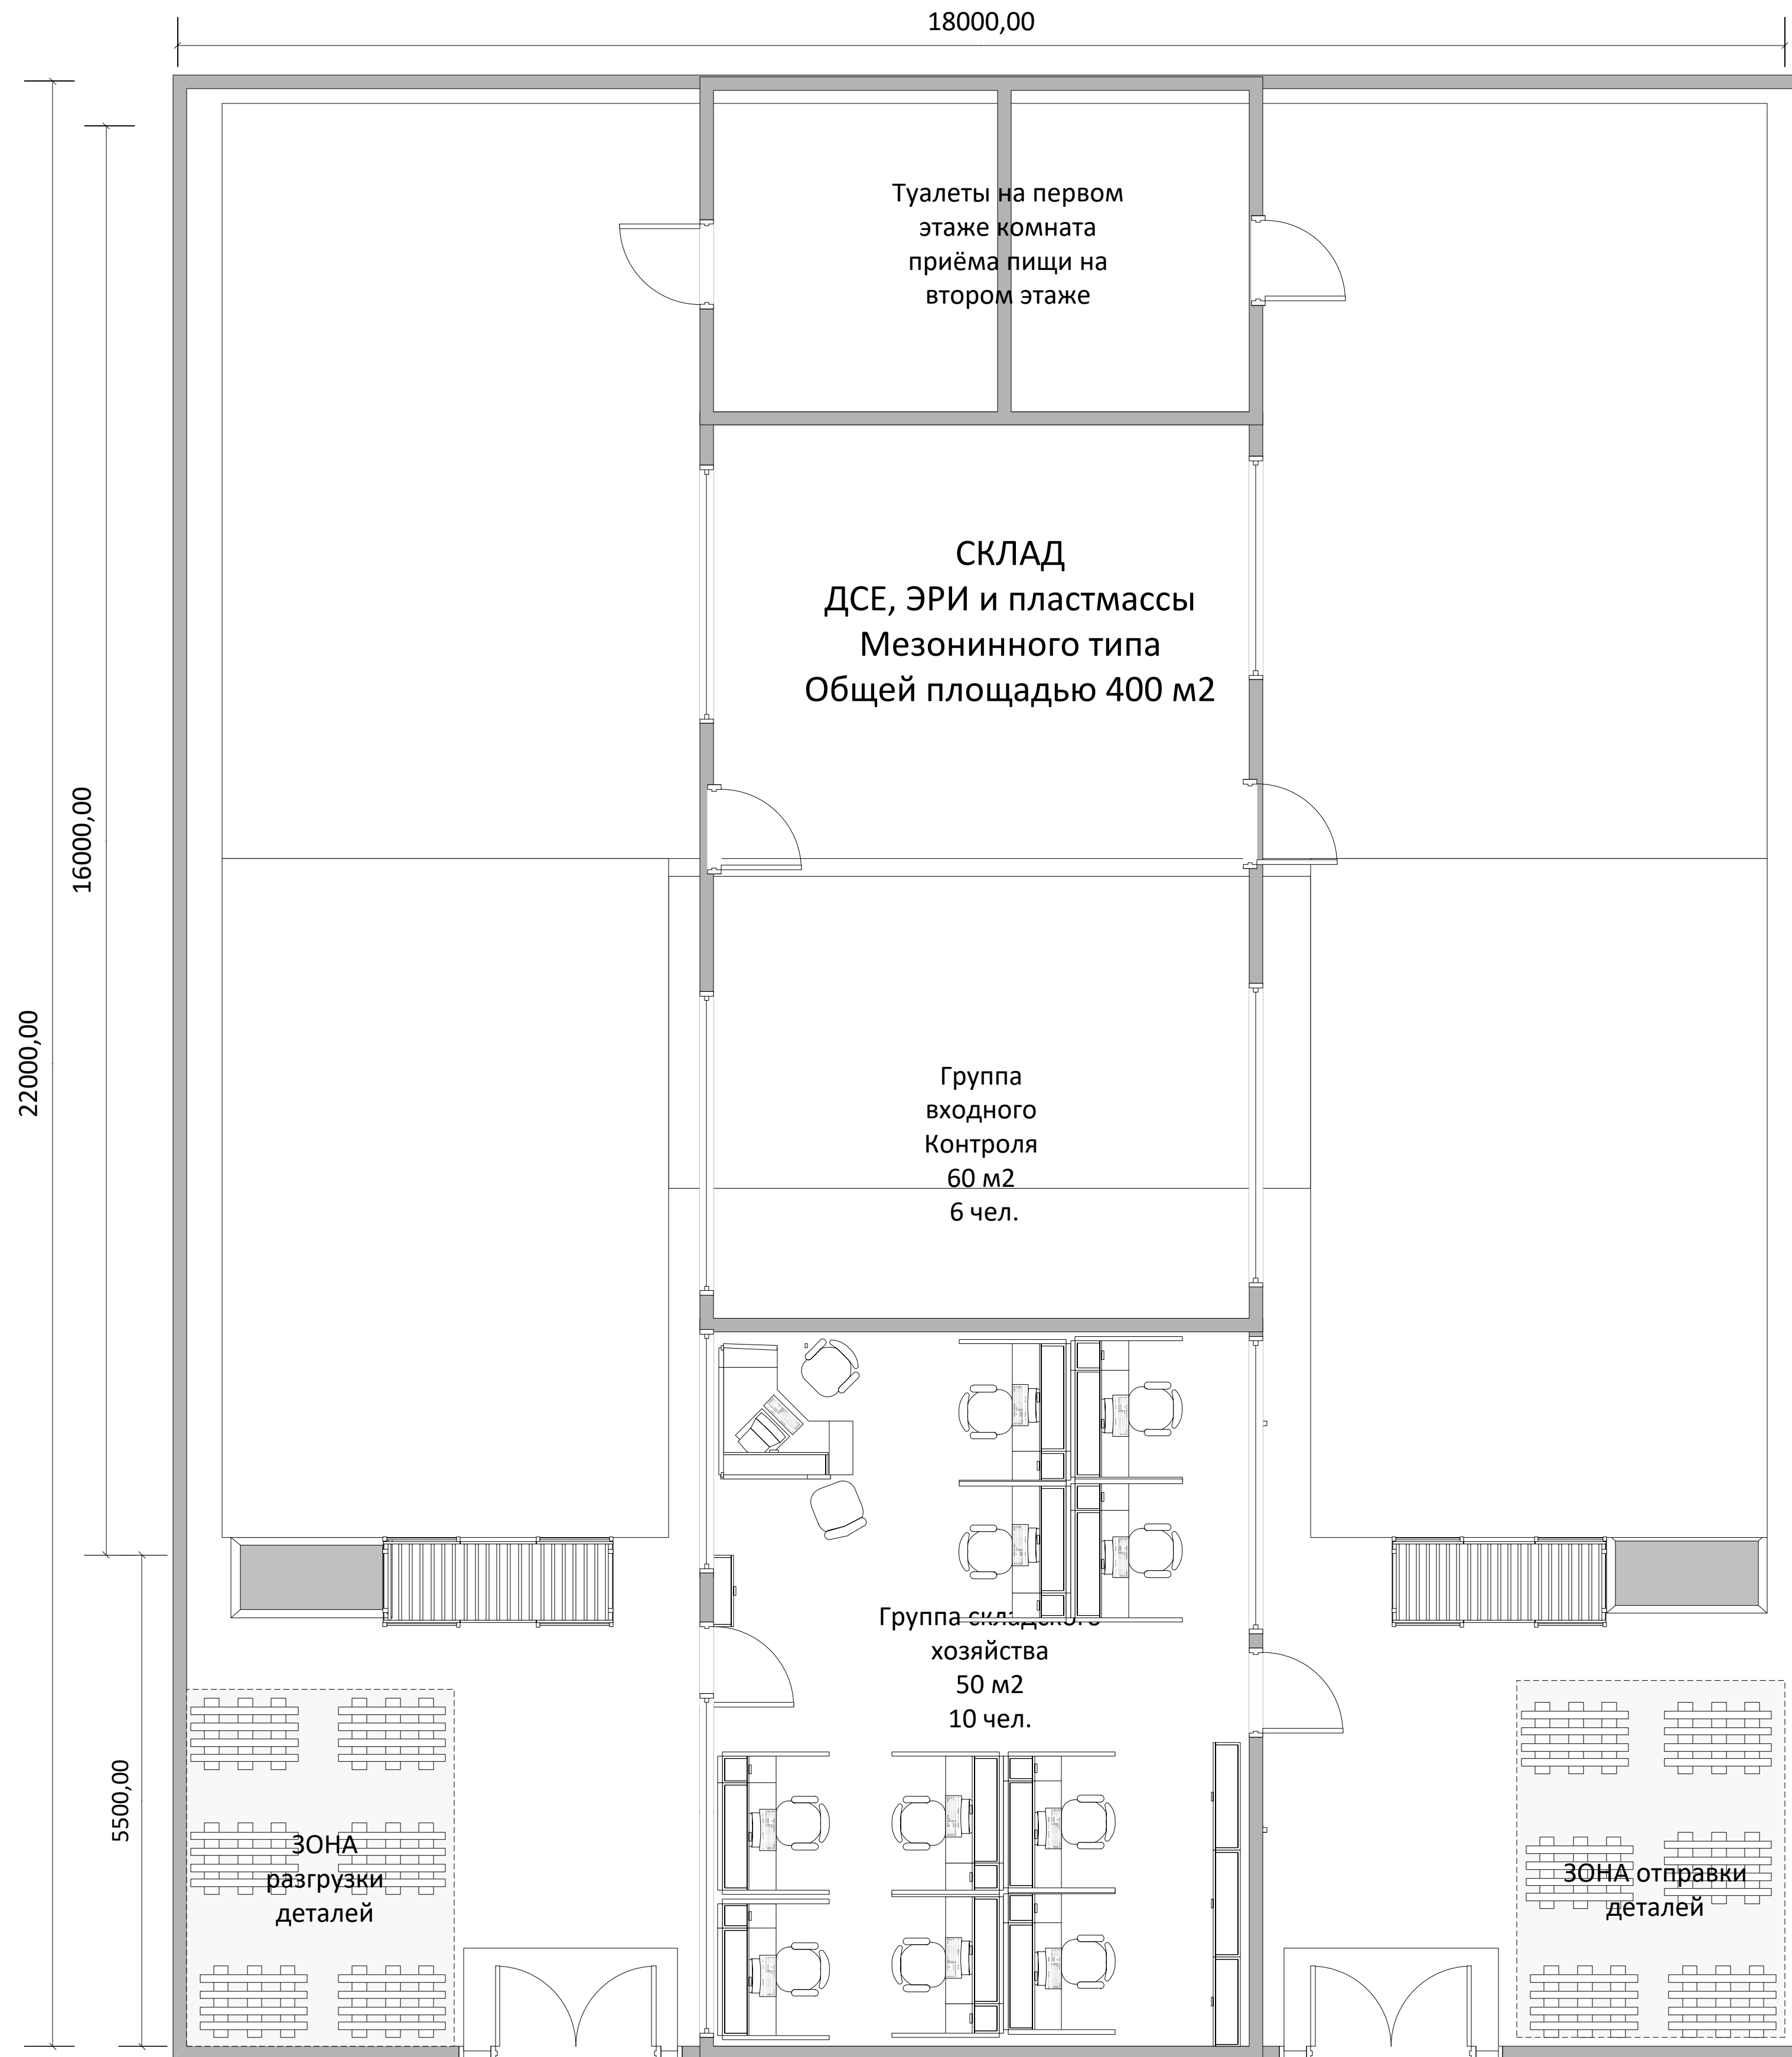 18000,00
Туалеты на первом
этаже комната
приёма пищи на
втором этаже
СКЛАД
ДСЕ, ЭРИ и пластмассы
Мезонинного типа
Общей площадью 400 м2
16000,00
22000,00
Группа
входного
Контроля
60 м2
6 чел.
Группа складского
хозяйства
50 м2
10 чел.
5500,00
ЗОНА
разгрузки
деталей
ЗОНА отправки
деталей